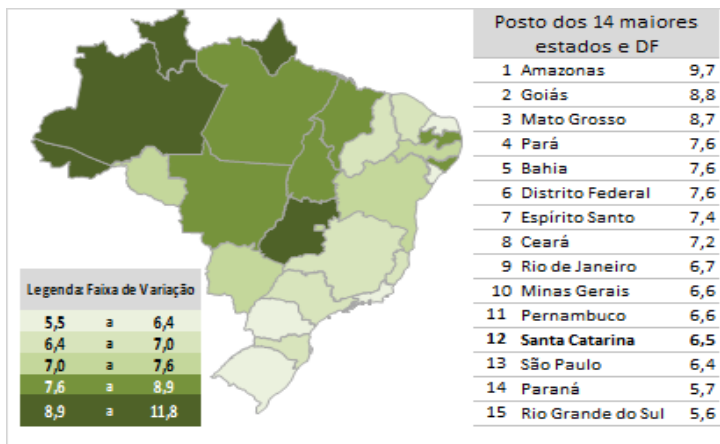 Posto dos 14 maiores
estados e DF
1 Amazonas 9,7
2 Goiás 8,8
3 Mato Grosso 8,7
4 Pará 7,6
5 Bahia 7,6
6 Distrito Federal 7,6
7 Espírito Santo 7,4
8 Ceará 7,2
9 Rio de Janeiro 6,7
10 Minas Gerais 6,6
11 Pernambuco 6,6
12 Santa Catarina 6,5
13 São Paulo 6,4
14 Paraná 5,7
15 Rio Grande do Sul 5,6
Legenda: Faixa de Variação
5,5 a 6,4
6,4 a 7,0
7,0 a 7,6
7,6 a 8,9
8,9 a 11,8